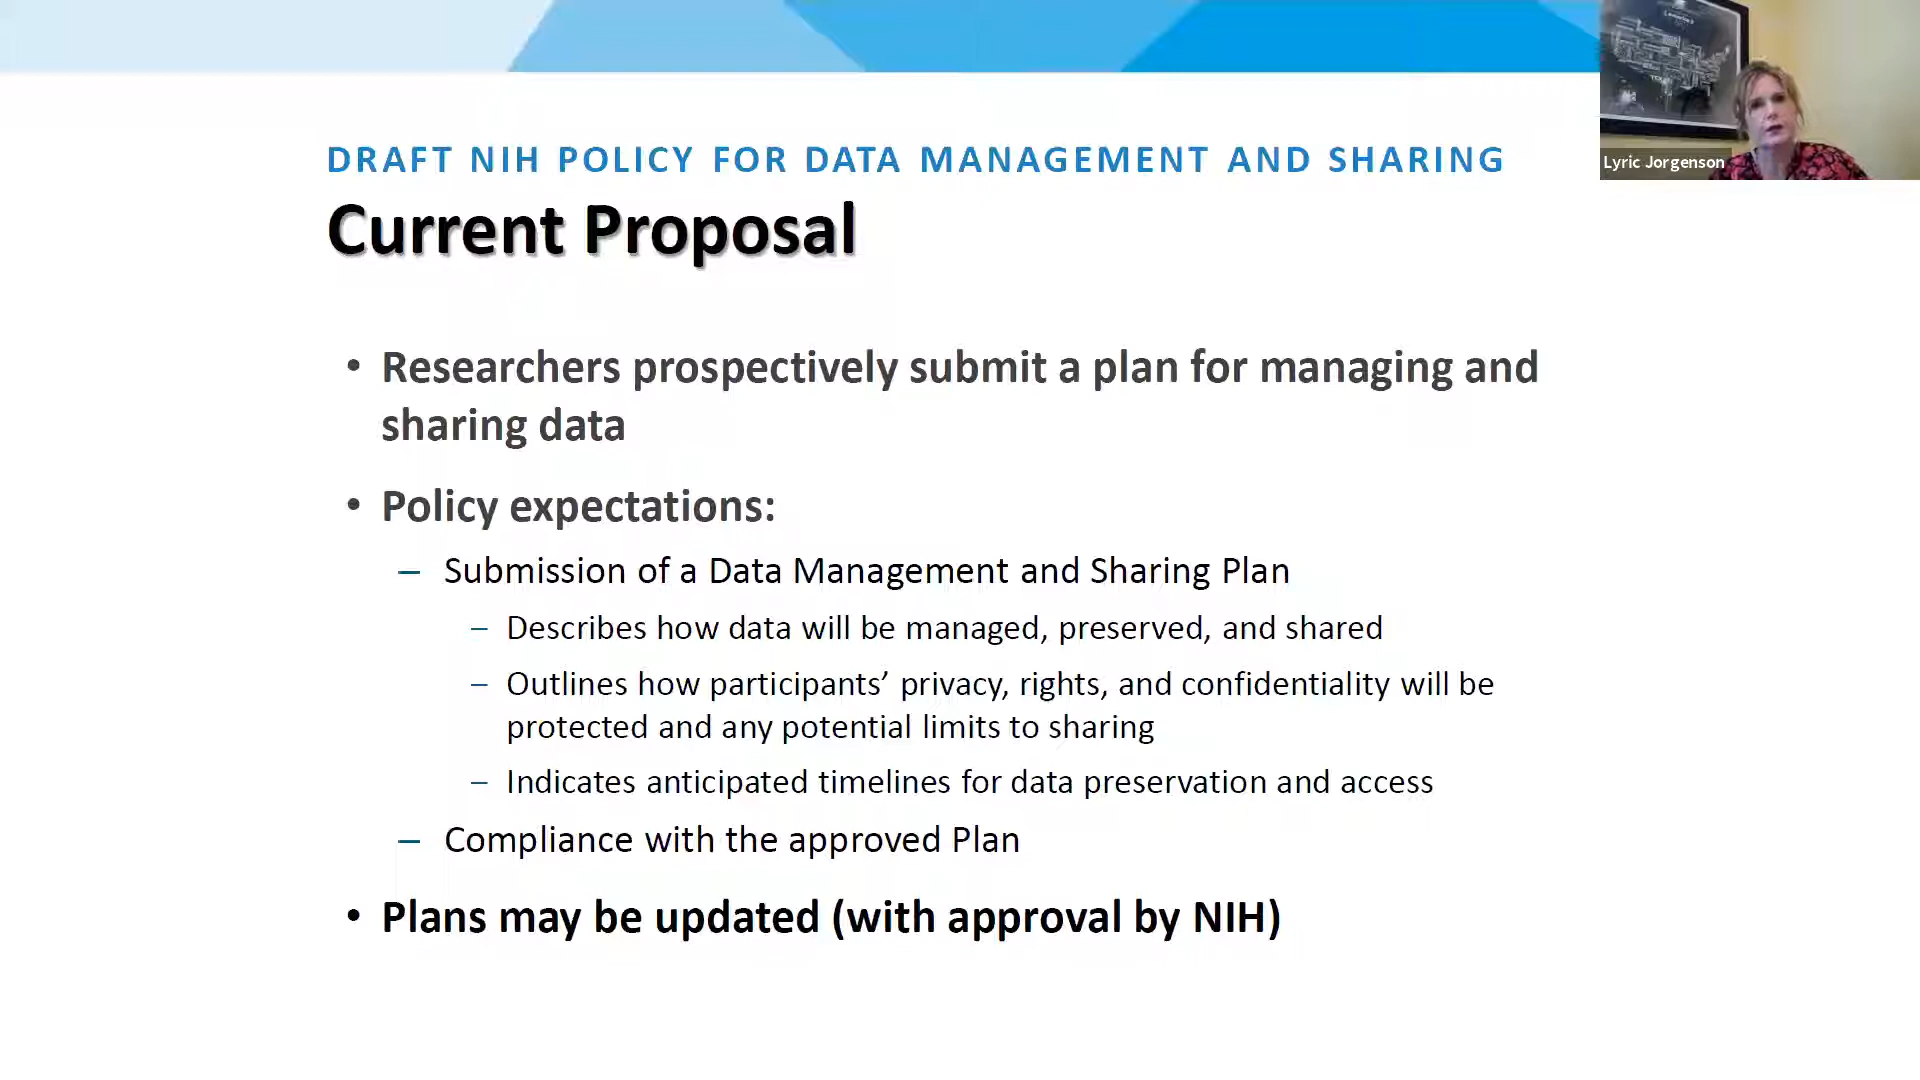 DRAFT NIH POLICY FOR DATA MANAGEMENT AND SHARING
Current Proposal
Lyric Jorgenson
• Researchers prospectively submit a plan for managing and
sharing data
• Policy expectations:
– Submission of a Data Management and Sharing Plan
– Describes how data will be managed, preserved, and shared
– Outlines how participants’ privacy, rights, and confidentiality will be
protected and any potential limits to sharing
– Indicates anticipated timelines for data preservation and access
– Compliance with the approved Plan
• Plans may be updated (with approval by NIH)